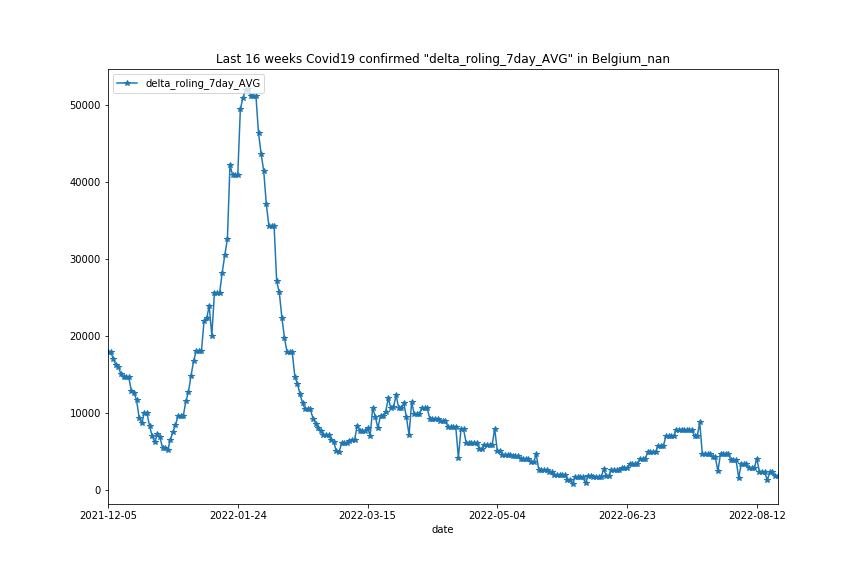 Last 16 weeks Covid19 confirmed "delta_roling_7day_AVG" in Belgium_nan
delta_roling_7day_AVG
50000
40000
30000
20000
10000
0
2021-12-05 2022-01-24 2022-03-15 2022-05-04 2022-06-23 2022-08-12
date